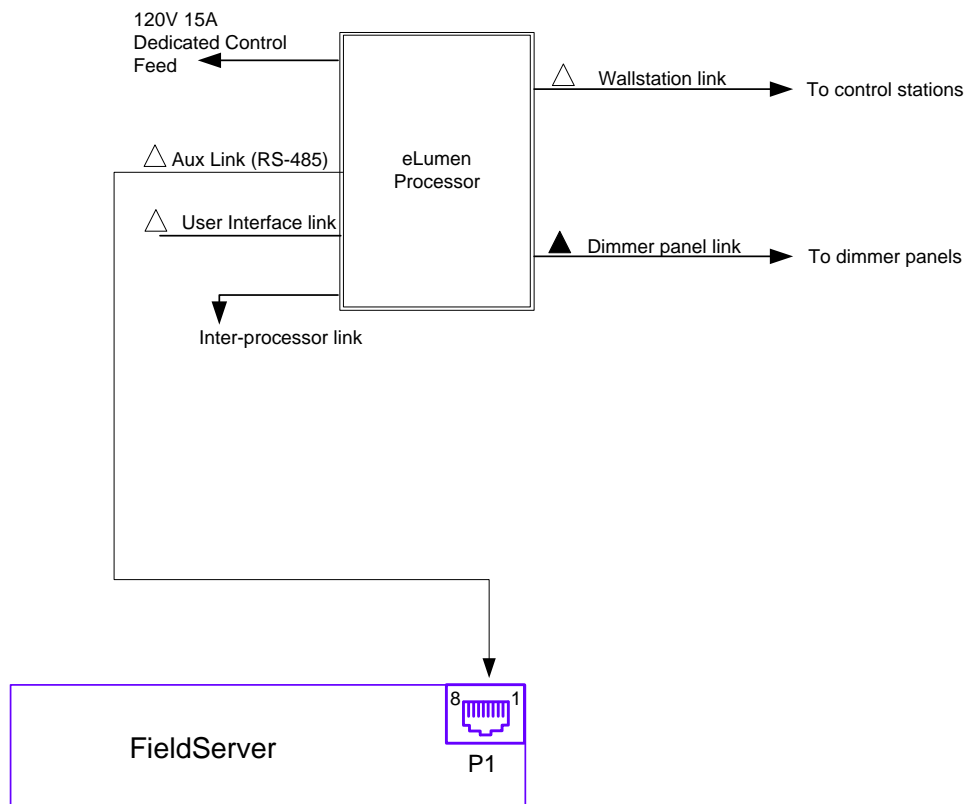 120V 15A
Dedicated Control
Feed
Wallstation link
To control stations
Aux Link (RS-485)
eLumen
Processor
User Interface link
Dimmer panel link
To dimmer panels
Inter-processor link
8
1
FieldServer
P1